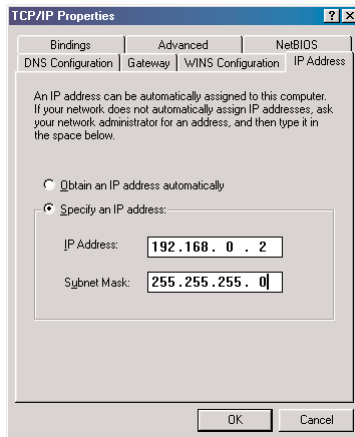 TCP/IP Properties
Bindings Advanced NetBIOS
DNS Configuration Gateway WINS Configuration IP Address
An IP address can be automatically assigned to this computer.
If your network does not automatically assign IP addresses, ask
your network administrator for an address, and then type it in
the space below.
Obtain an IP address automatically
Specify an IP address:
IP Address: 192.168. 0 . 2
Subnet Mask: 255.255.255. 0
OK Cancel